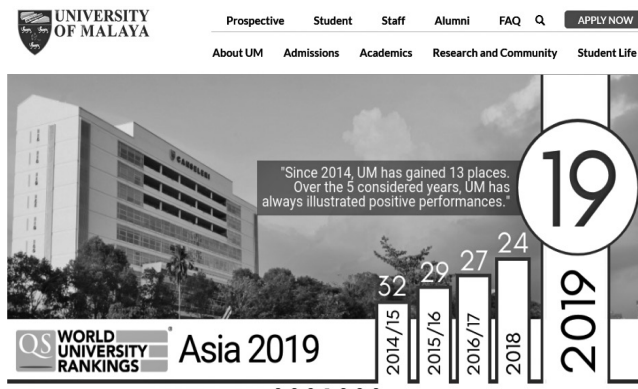 UNIVERSITY
OF MALAYA
Prospective Student Staff Alumni FAQ APPLY NOW
About UM Admissions Academics Research and Community Student Life
CANSELERI
"Since 2014, UM has gained 13 places.
Over the 5 considered years, UM has
always illustrated positive performances."
19
32 29 27 24
2014/15 2015/16 2016/17 2018 2019
QS WORLD
UNIVERSITY
RANKINGS
Asia 2019